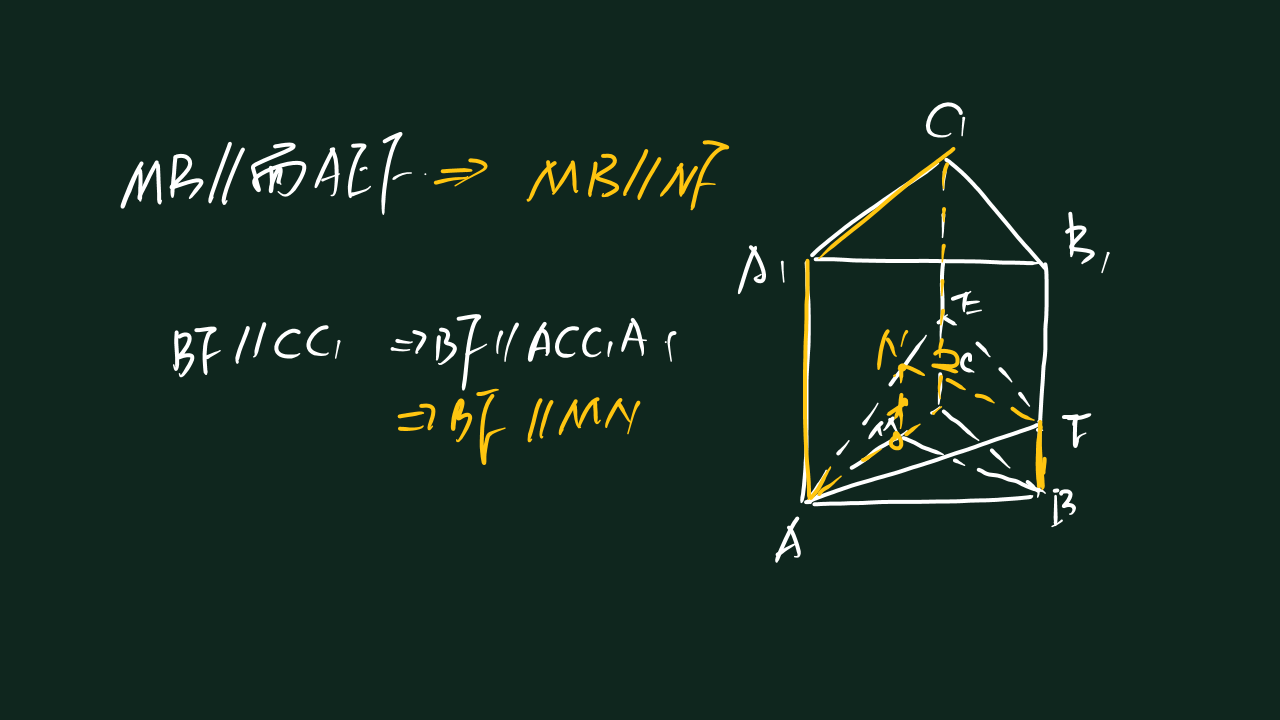 MB//面AEF ⇒ MB//NF
BF//CC₁ ⇒BF//ACC₁A₁
⇒BF//MN
C₁
A₁
B₁
E
N
C
F
M
B
A